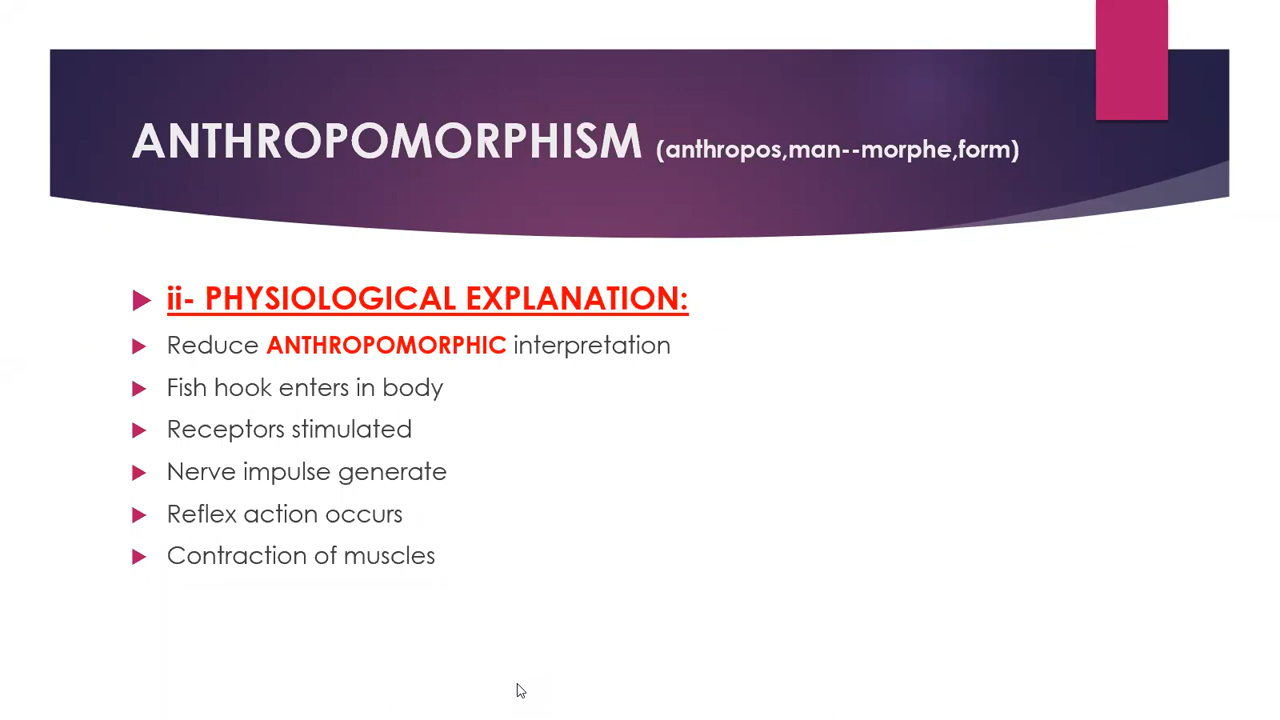 ANTHROPOMORPHISM (anthropos,man--morphe,form)
ii- PHYSIOLOGICAL EXPLANATION:
Reduce ANTHROPOMORPHIC interpretation
Fish hook enters in body
Receptors stimulated
Nerve impulse generate
Reflex action occurs
Contraction of muscles